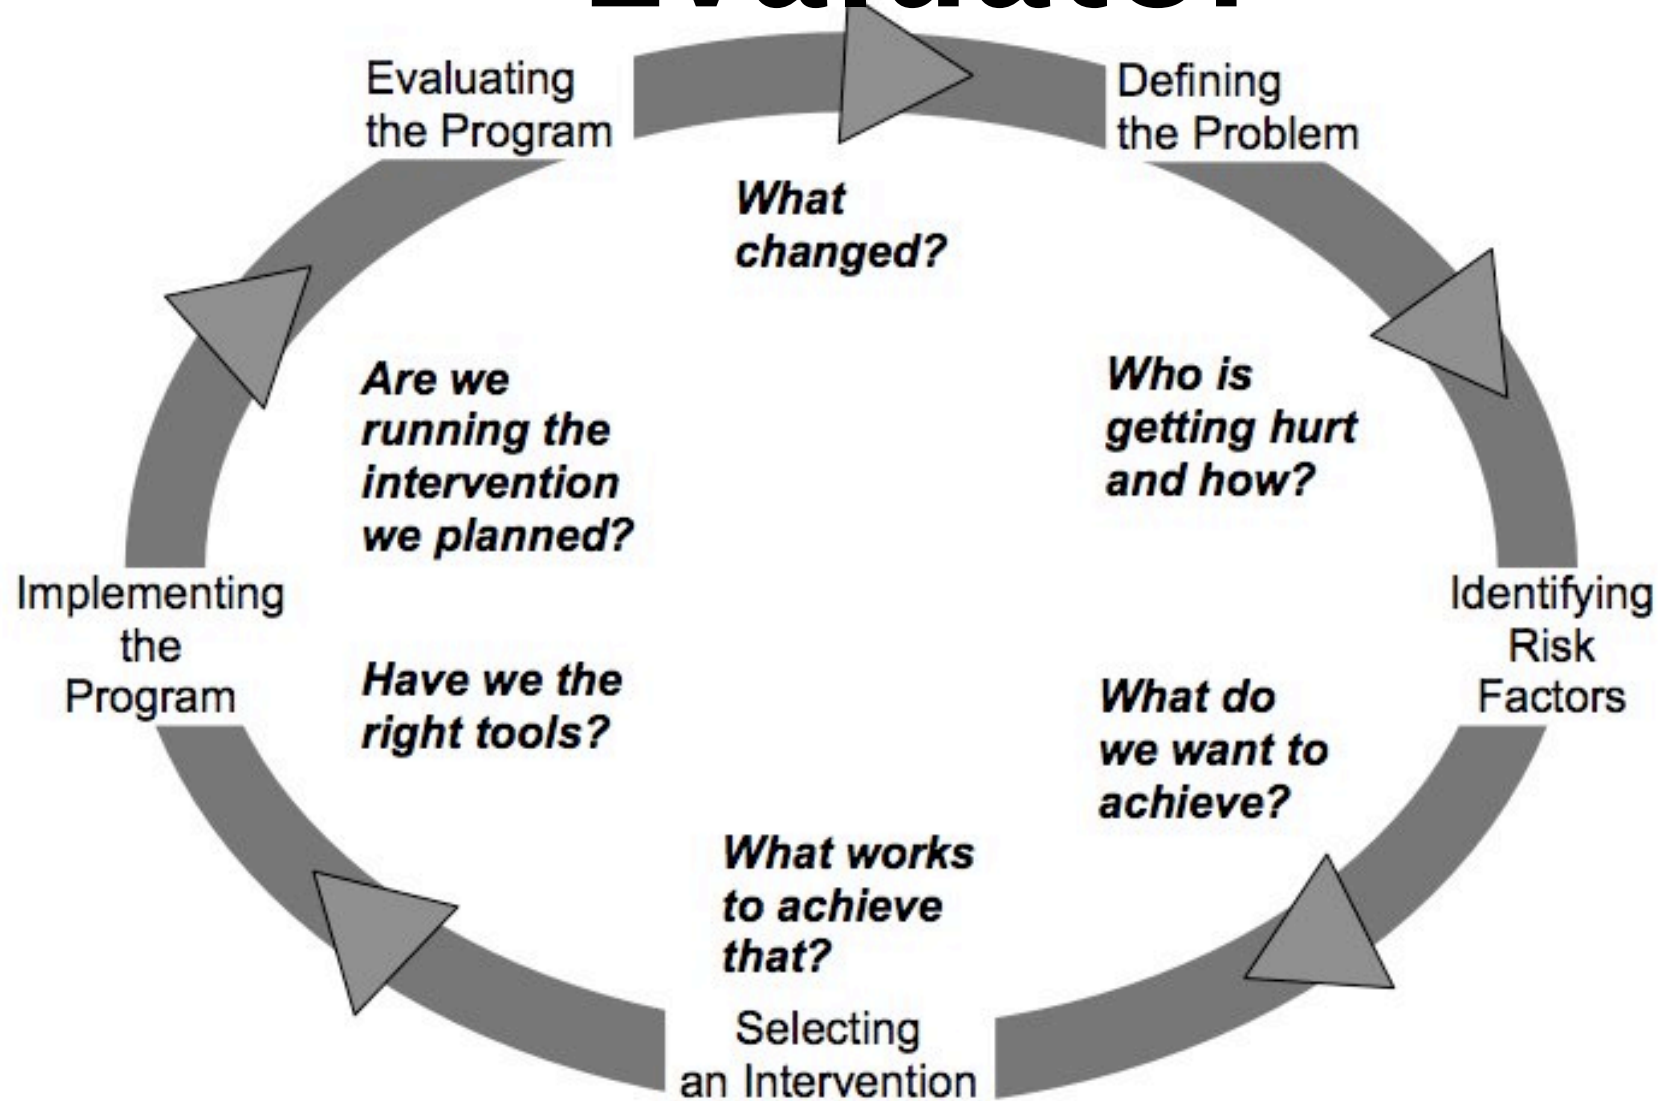 Evaluating
the Program
Defining
the Problem
What
changed?
Are we
running the
intervention
we planned?
Who is
getting hurt
and how?
Implementing
the
Program
Identifying
Risk
Factors
Have we the
right tools?
What do
we want to
achieve?
What works
to achieve
that?
Selecting
an Intervention